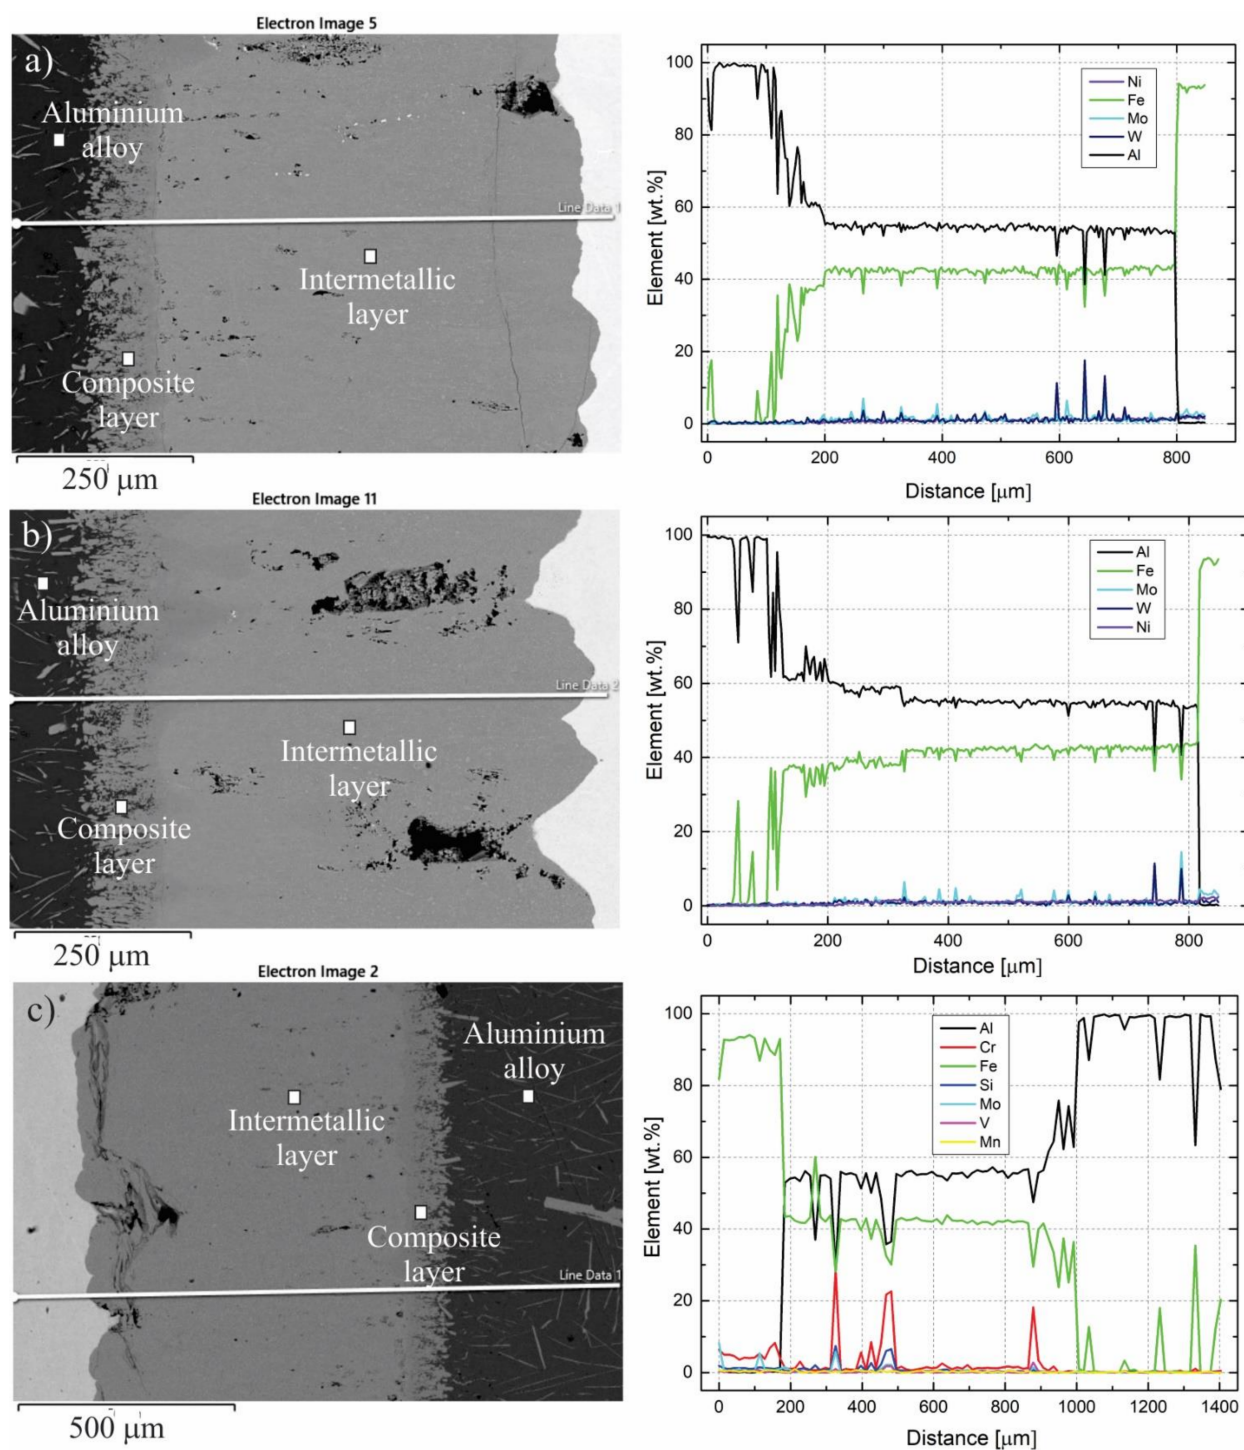 Electron Image 5
a)
Aluminium
alloy
Line Data 1
Intermetallic
layer
Composite
layer
250 μm
Element [wt.%]
100
80
60
40
20
0
Ni
Fe
Mo
W
Al
0 200 400 600 800
Distance [μm]
Electron Image 11
b)
Aluminium
alloy
Line Data 2
Intermetallic
layer
Composite
layer
250 μm
Element [wt.%]
100
80
60
40
20
0
Al
Fe
Mo
W
Ni
0 200 400 600 800
Distance [μm]
Electron Image 2
c)
Aluminium
alloy
Intermetallic
layer
Composite
layer
Line Data 1
500 μm
Element [wt.%]
100
80
60
40
20
0
Al
Cr
Fe
Si
Mo
V
Mn
0 200 400 600 800 1000 1200 1400
Distance [μm]